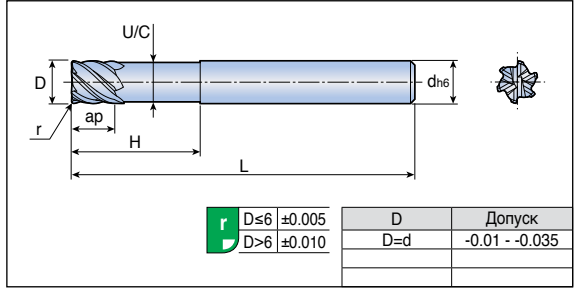 U/C
D
dh6
r
ap
H
L
r D≤6 ±0.005
D>6 ±0.010
D Допуск
D=d -0.01 - -0.035